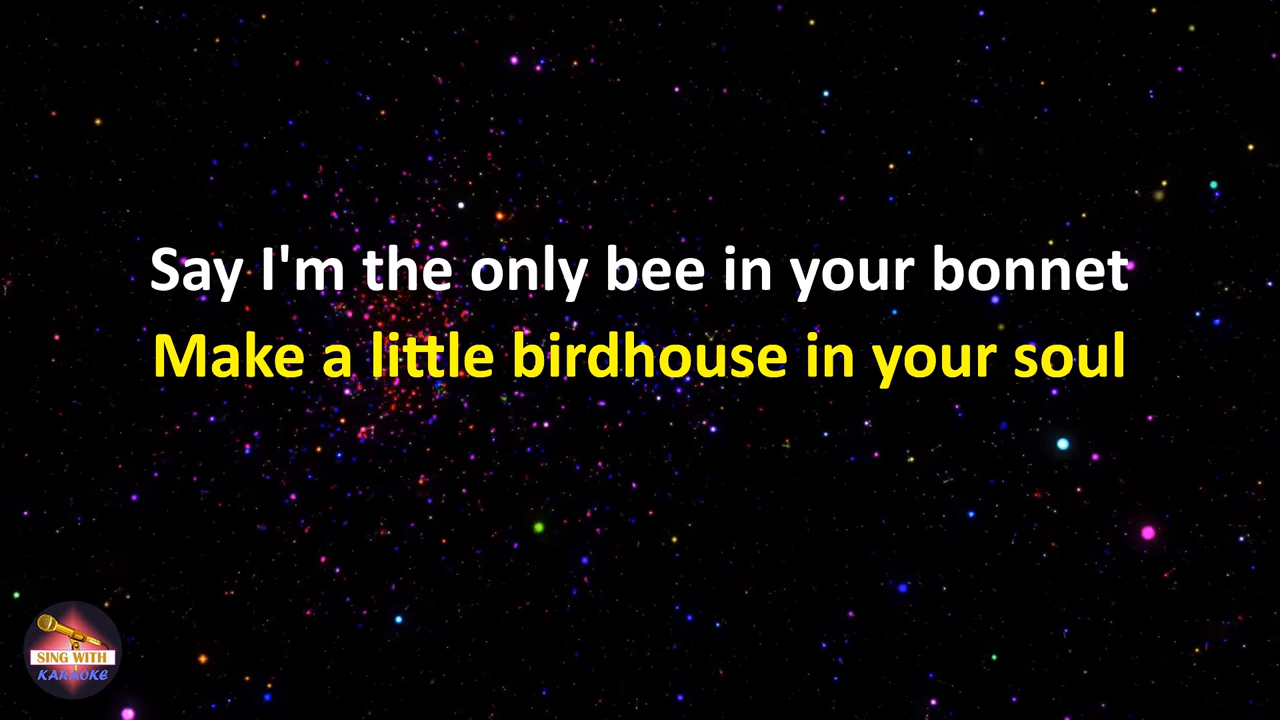 Say I'm the only bee in your bonnet
Make a little birdhouse in your soul
SING WITH
KARAOKE